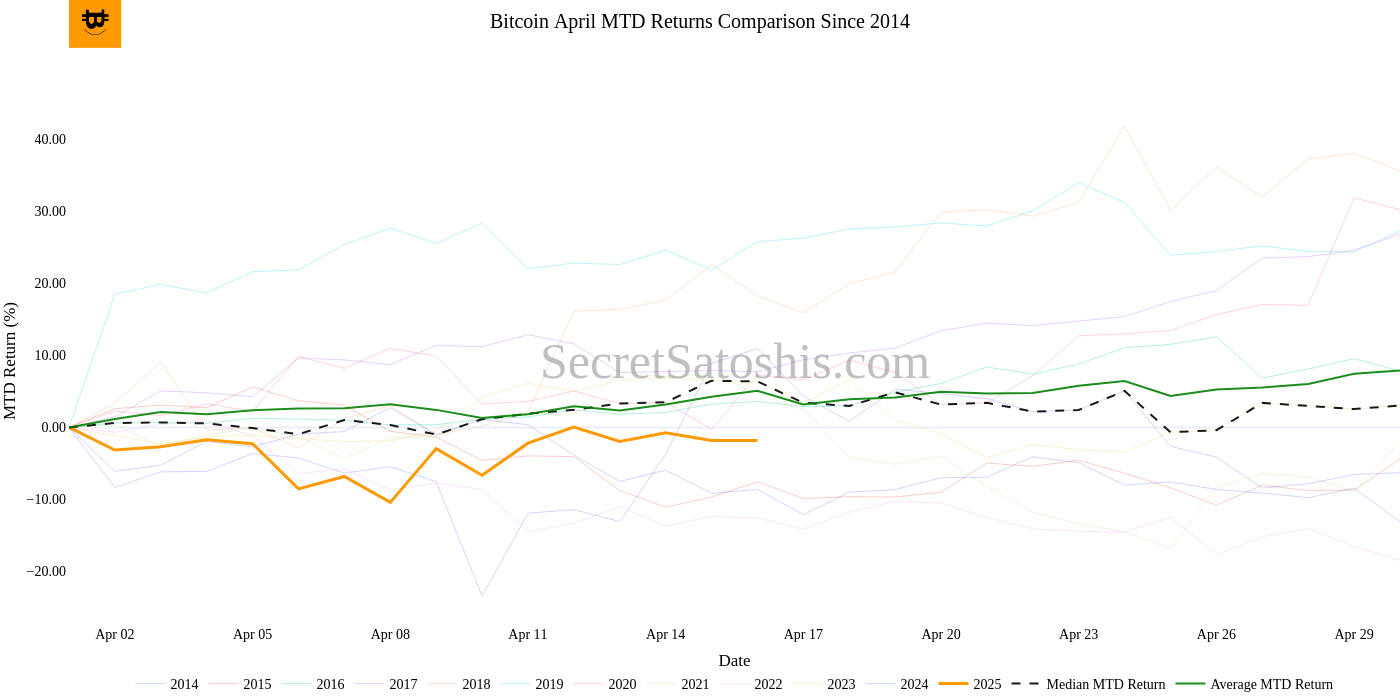 Bitcoin April MTD Returns Comparison Since 2014
40.00
30.00
20.00
10.00
0.00
−10.00
−20.00
MTD Return (%)
SecretSatoshis.com
Apr 02 Apr 05 Apr 08 Apr 11 Apr 14 Apr 17 Apr 20 Apr 23 Apr 26 Apr 29
Date
2014 2015 2016 2017 2018 2019 2020 2021 2022 2023 2024 2025 Median MTD Return Average MTD Return